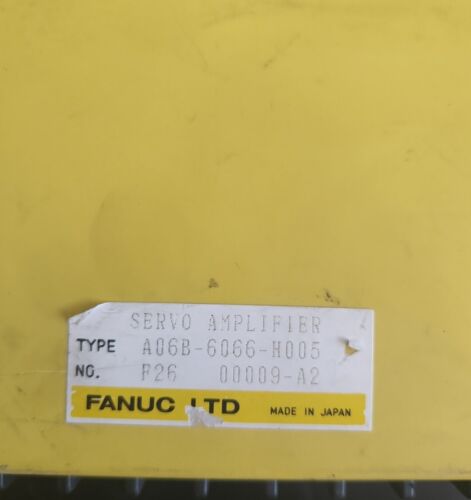 SERVO AMPLIFIER
TYPE A06B-6066-H005
NO. F26 00009-A2
FANUC LTD MADE IN JAPAN